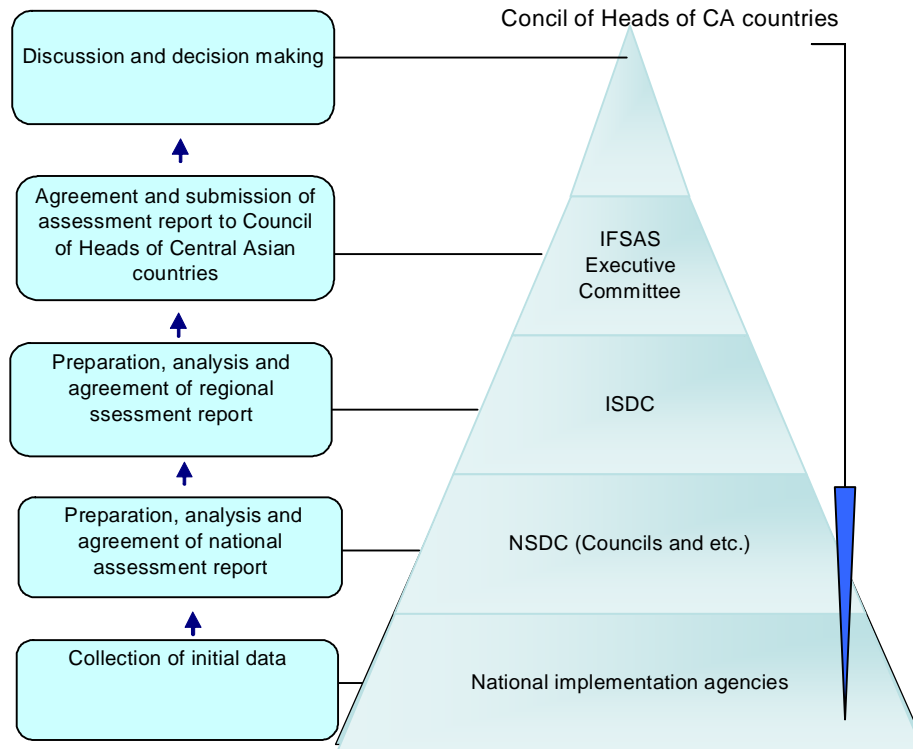 Concil of Heads of CA countries
Discussion and decision making
Agreement and submission of
assessment report to Council
of Heads of Central Asian
countries
IFSAS
Executive
Committee
Preparation, analysis and
agreement of regional
ssessment report
ISDC
Preparation, analysis and
agreement of national
assessment report
NSDC (Councils and etc.)
Collection of initial data
National implementation agencies